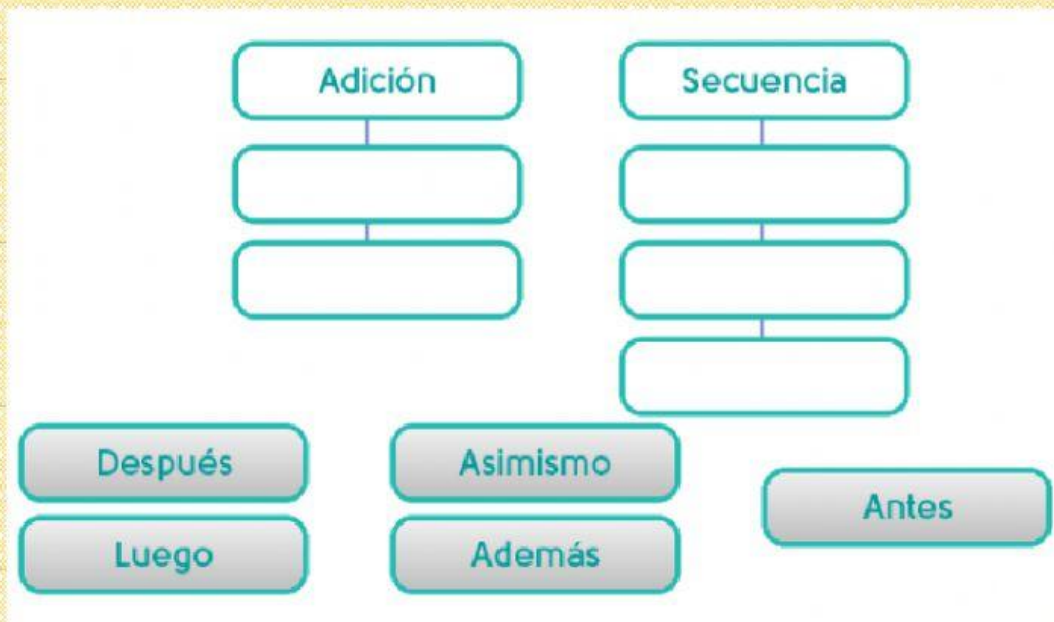 Adición
Secuencia
Después
Asimismo
Antes
Luego
Además